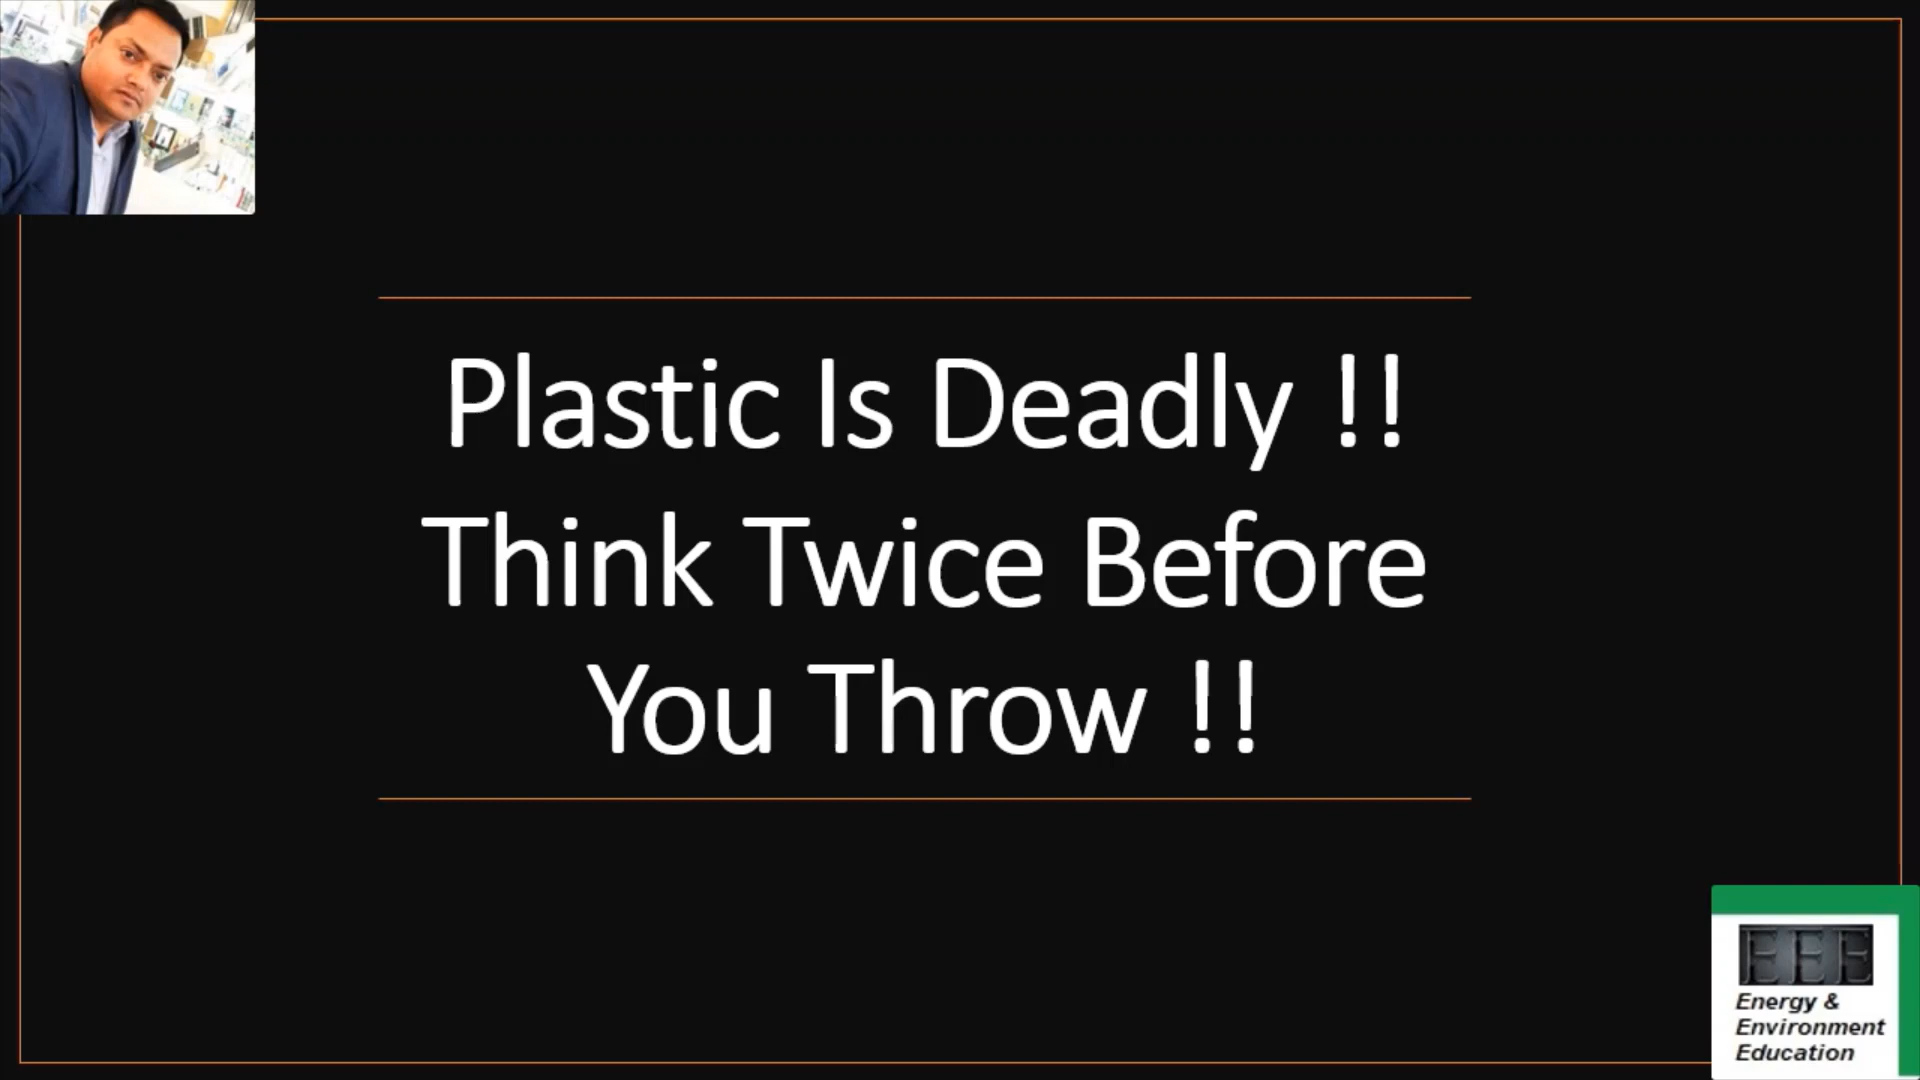 Plastic Is Deadly !!
Think Twice Before
You Throw !!
EEE
Energy &
Environment
Education